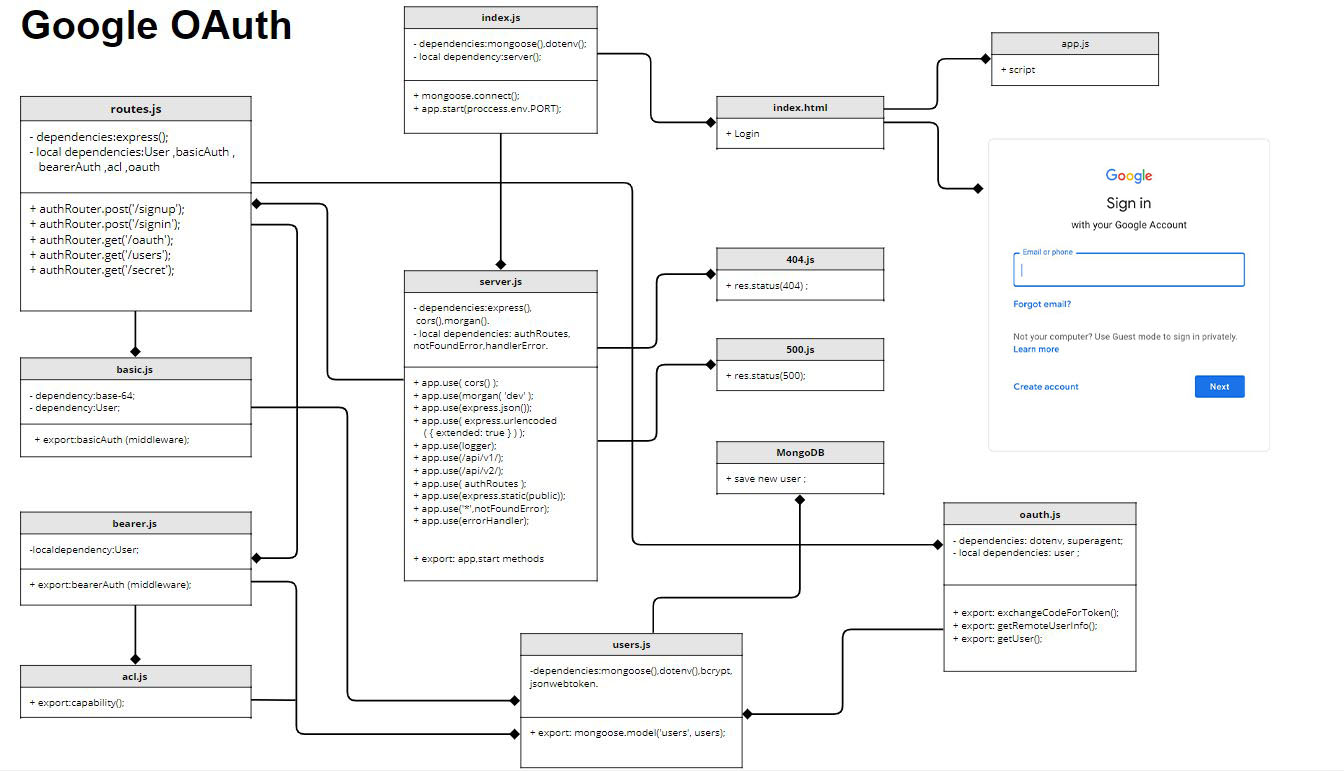 Google OAuth
index.js
- dependencies:mongoose(),dotenv();
- local dependency:server();
+ mongoose.connect();
+ app.start(proccess.env.PORT);
app.js
+ script
index.html
+ Login
routes.js
- dependencies:express();
- local dependencies:User ,basicAuth ,
bearerAuth ,acl ,oauth
+ authRouter.post('/signup');
+ authRouter.post('/signin');
+ authRouter.get('/oauth');
+ authRouter.get('/users');
+ authRouter.get('/secret');
Google
Sign in
with your Google Account
Email or phone
Forgot email?
Not your computer? Use Guest mode to sign in privately.
Learn more
Create account
Next
404.js
+ res.status(404) ;
server.js
- dependencies:express(),
cors(),morgan().
- local dependencies: authRoutes,
notFoundError,handlerError.
+ app.use( cors() );
+ app.use(morgan( 'dev' );
+ app.use(express.json());
+ app.use( express.urlencoded
( { extended: true } ) );
+ app.use(logger);
+ app.use(/api/v1/);
+ app.use(/api/v2/);
+ app.use( authRoutes );
+ app.use(express.static(public));
+ app.use('*',notFoundError);
+ app.use(errorHandler);
+ export: app,start methods
500.js
+ res.status(500);
basic.js
- dependency:base-64;
- dependency:User;
+ export:basicAuth (middleware);
MongoDB
+ save new user ;
bearer.js
-localdependency:User;
+ export:bearerAuth (middleware);
oauth.js
- dependencies: dotenv, superagent;
- local dependencies: user ;
+ export: exchangeCodeForToken();
+ export: getRemoteUserInfo();
+ export: getUser();
acl.js
+ export:capability();
users.js
-dependencies:mongoose(),dotenv(),bcrypt,
jsonwebtoken.
+ export: mongoose.model('users', users);